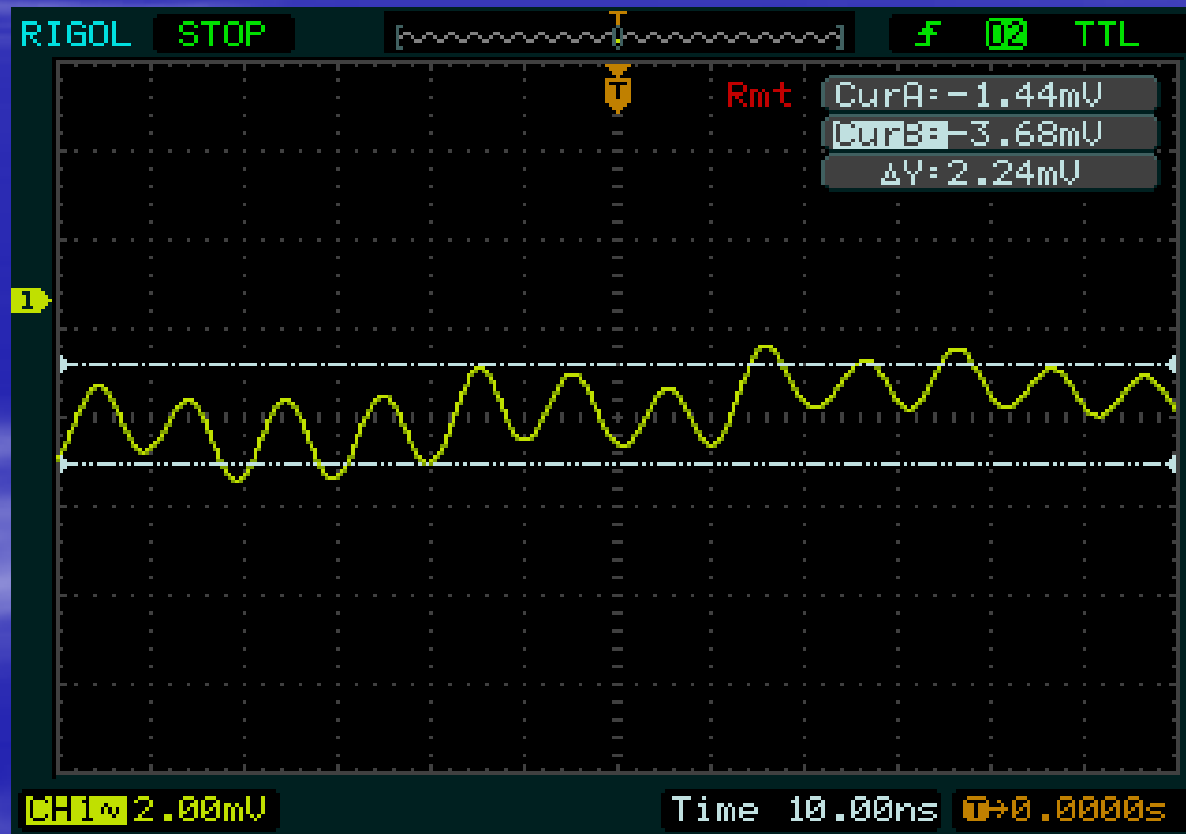 RIGOL STOP T 02 TTL
T Rmt CurA:-1.44mV
CurB:-3.68mV
ΔY:2.24mV
1
CH1~2.00mV Time 10.00ns T→0.0000s